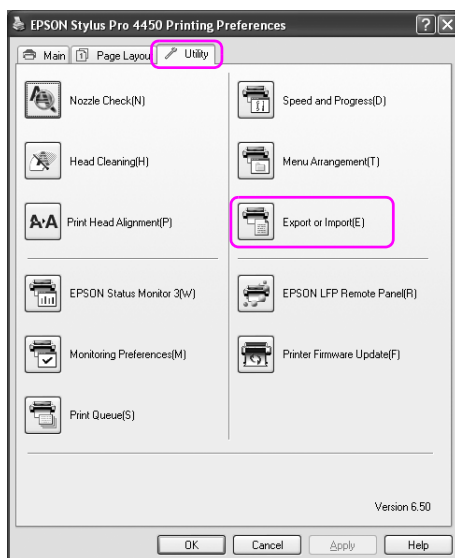 EPSON Stylus Pro 4450 Printing Preferences
Main
Page Layou
Utility
Nozzle Check(N)
Speed and Progress(D)
Head Cleaning(H)
Menu Arrangement(T)
Print Head Alignment(P)
Export or Import(E)
EPSON Status Monitor 3(W)
EPSON LFP Remote Panel(R)
Monitoring Preferences(M)
Printer Firmware Update(F)
Print Queue(S)
Version 6.50
OK
Cancel
Apply
Help